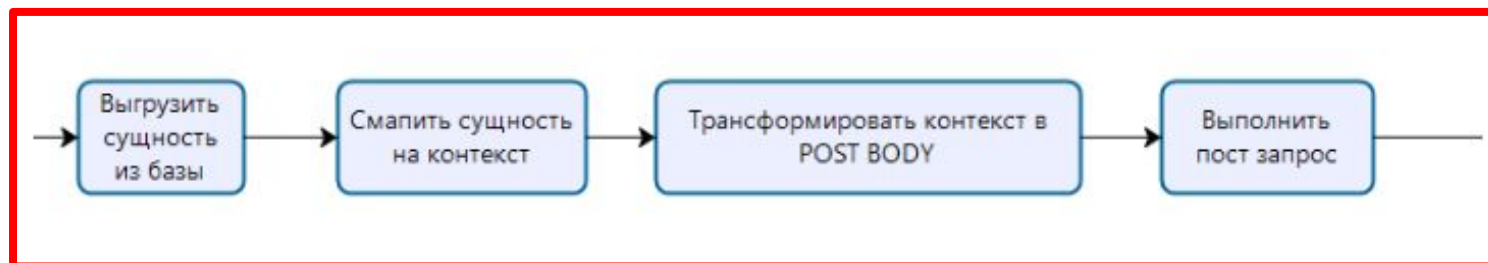 Выгрузить
сущность
из базы
Смапить сущность
на контекст
Трансформировать контекст в
POST BODY
Выполнить
пост запрос